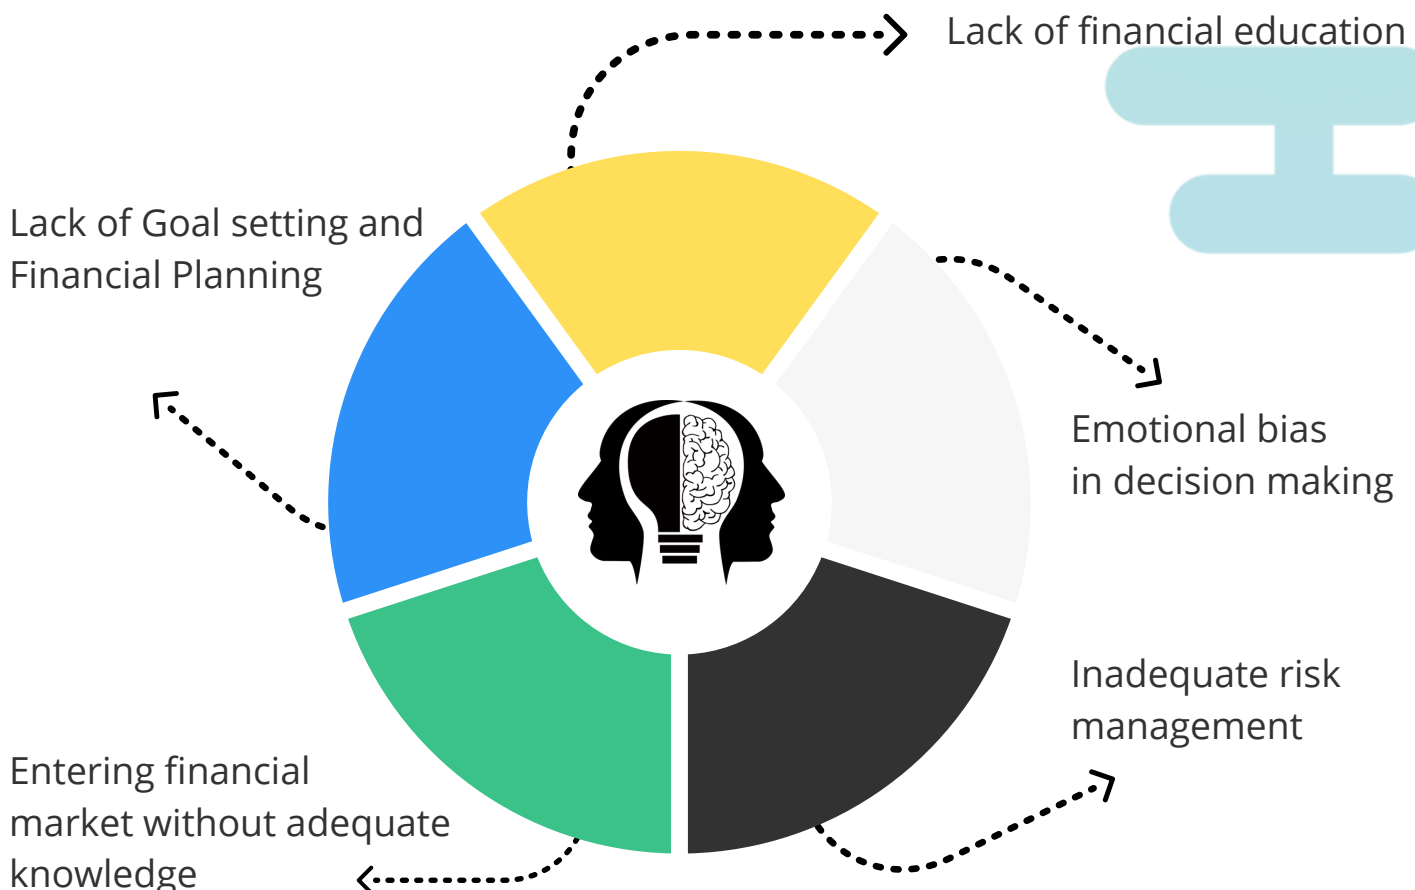 Lack of financial education
Lack of Goal setting and
Financial Planning
Emotional bias
in decision making
Inadequate risk
management
Entering financial
market without adequate
knowledge